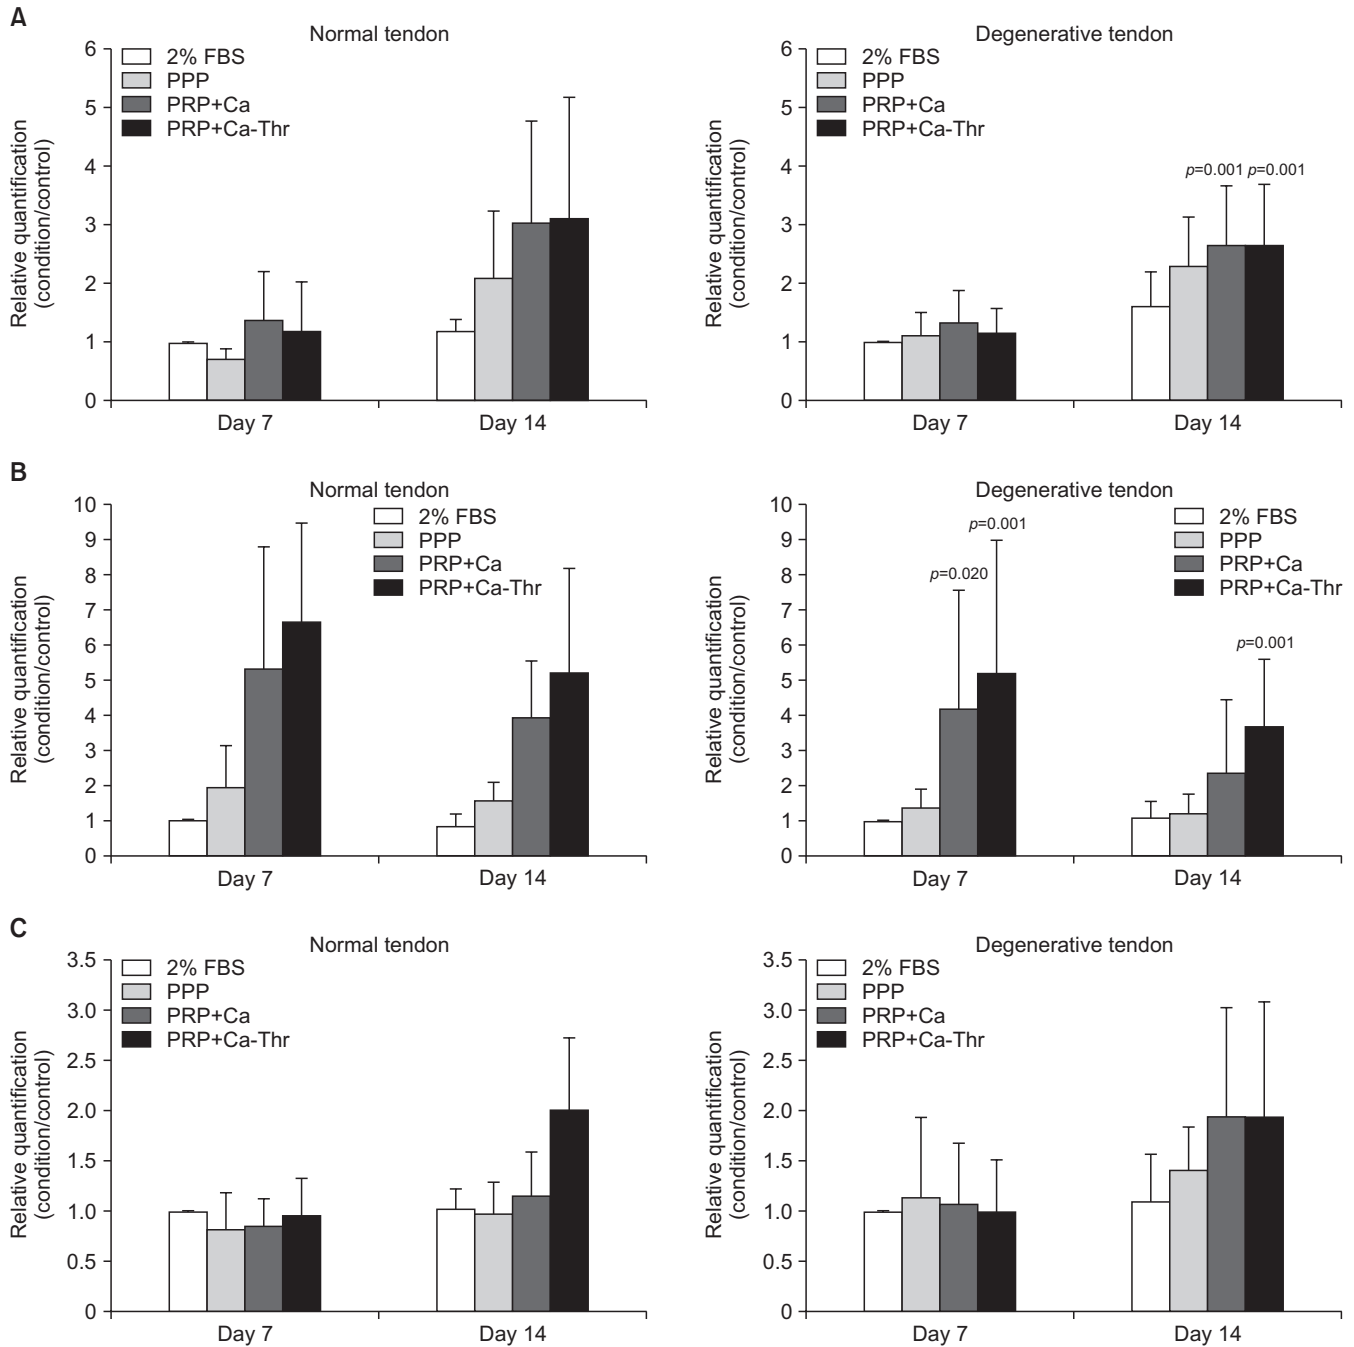 A
Normal tendon
6
5
4
3
2
1
0
2% FBS
PPP
PRP+Ca
PRP+Ca-Thr
Relative quantification
(condition/control)
Day 7
Day 14
Degenerative tendon
6
5
4
3
2
1
0
2% FBS
PPP
PRP+Ca
PRP+Ca-Thr
p=0.001 p=0.001
Relative quantification
(condition/control)
Day 7
Day 14
B
Normal tendon
10
9
8
7
6
5
4
3
2
1
0
2% FBS
PPP
PRP+Ca
PRP+Ca-Thr
Relative quantification
(condition/control)
Day 7
Day 14
Degenerative tendon
10
9
8
7
6
5
4
3
2
1
0
2% FBS
PPP
PRP+Ca
PRP+Ca-Thr
p=0.001
p=0.020
p=0.001
Relative quantification
(condition/control)
Day 7
Day 14
C
Normal tendon
3.5
3.0
2.5
2.0
1.5
1.0
0.5
0
2% FBS
PPP
PRP+Ca
PRP+Ca-Thr
Relative quantification
(condition/control)
Day 7
Day 14
Degenerative tendon
3.5
3.0
2.5
2.0
1.5
1.0
0.5
0
2% FBS
PPP
PRP+Ca
PRP+Ca-Thr
Relative quantification
(condition/control)
Day 7
Day 14